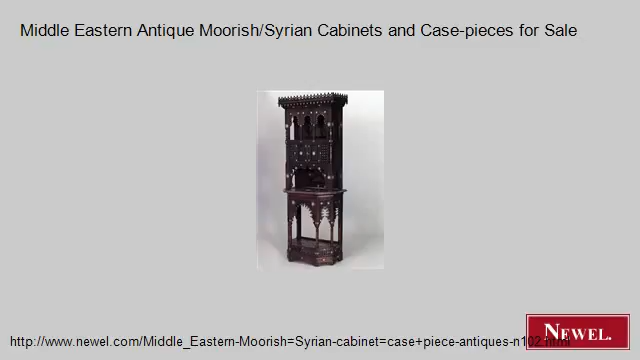 Middle Eastern Antique Moorish/Syrian Cabinets and Case-pieces for Sale
NEWEL.
http://www.newel.com/Middle_Eastern-Moorish=Syrian-cabinet=case+piece-antiques-n102.html